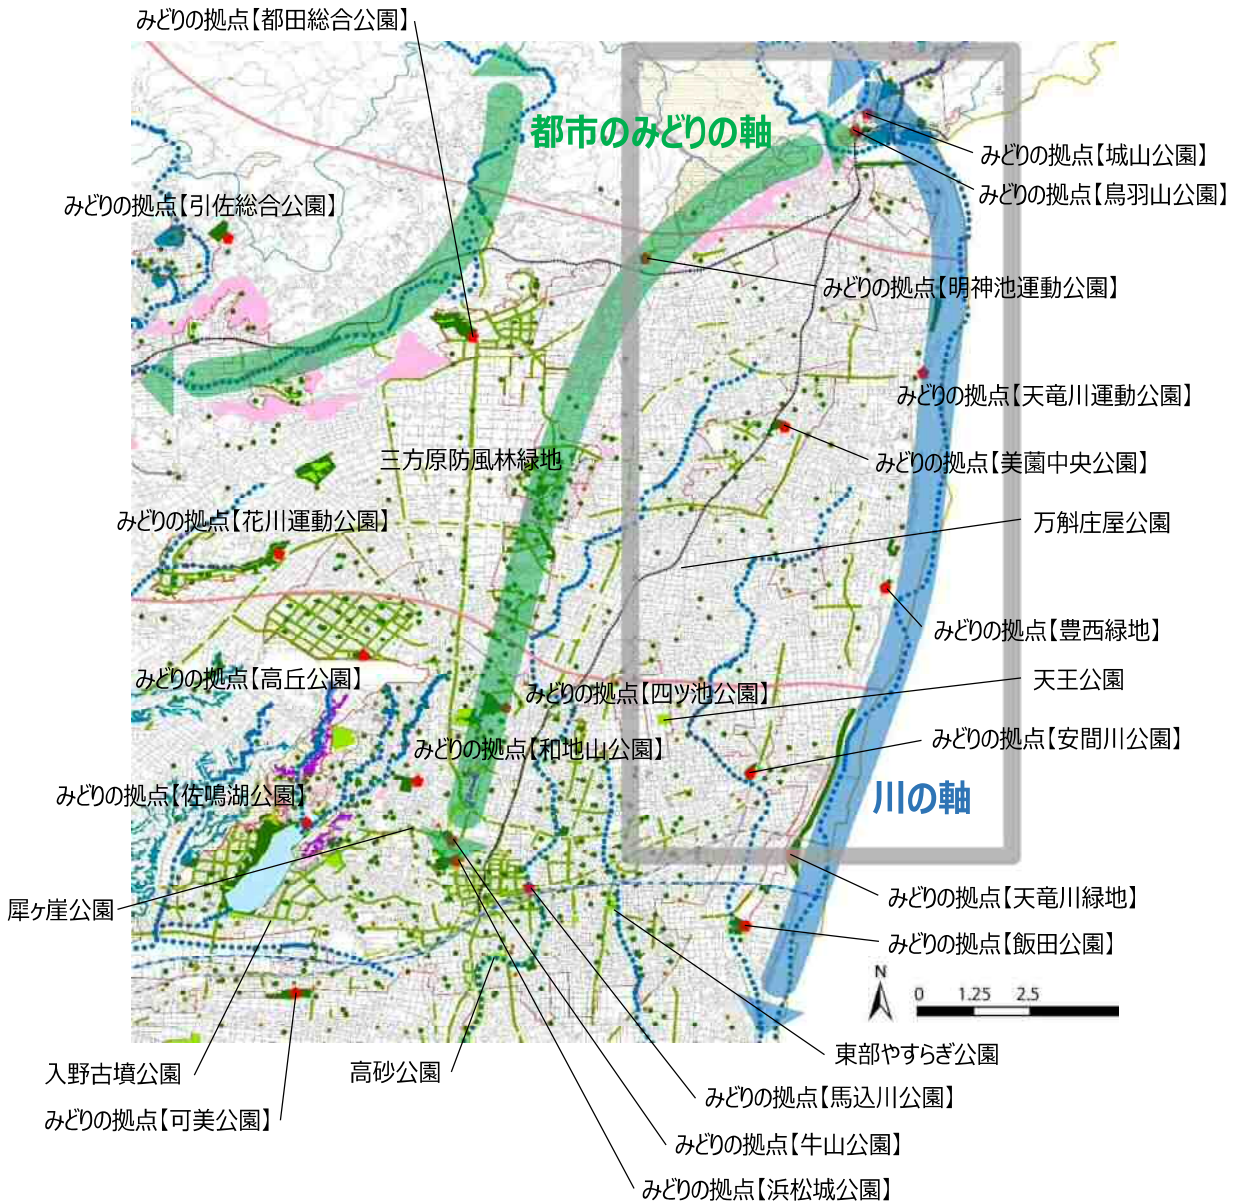 みどりの拠点【都田総合公園】
都市のみどりの軸
みどりの拠点【城山公園】
みどりの拠点【鳥羽山公園】
みどりの拠点【引佐総合公園】
みどりの拠点【明神池運動公園】
みどりの拠点【天竜川運動公園】
三方原防風林緑地
みどりの拠点【美薗中央公園】
みどりの拠点【花川運動公園】
万斛庄屋公園
みどりの拠点【豊西緑地】
みどりの拠点【高丘公園】
天王公園
みどりの拠点【四ツ池公園】
みどりの拠点【和地山公園】
みどりの拠点【安間川公園】
みどりの拠点【佐鳴湖公園】
川の軸
みどりの拠点【天竜川緑地】
犀ヶ崖公園
みどりの拠点【飯田公園】
N
0 1.25 2.5
東部やすらぎ公園
入野古墳公園
高砂公園
みどりの拠点【馬込川公園】
みどりの拠点【可美公園】
みどりの拠点【牛山公園】
みどりの拠点【浜松城公園】